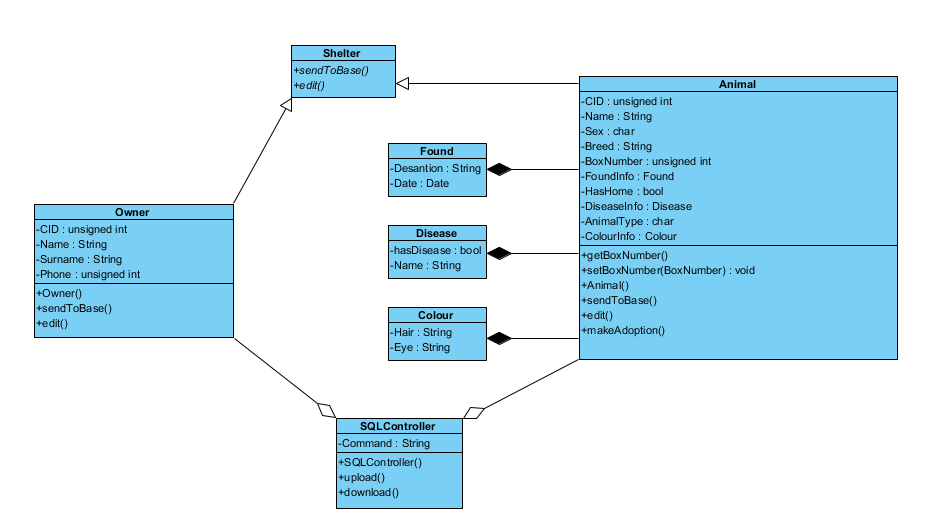 Shelter
+sendToBase()
+edit()
Animal
-CID : unsigned int
-Name : String
-Sex : char
-Breed : String
-BoxNumber : unsigned int
-FoundInfo : Found
-HasHome : bool
-DiseaseInfo : Disease
-AnimalType : char
-ColourInfo : Colour
+getBoxNumber()
+setBoxNumber(BoxNumber) : void
+Animal()
+sendToBase()
+edit()
+makeAdoption()
Found
-Desantion : String
-Date : Date
Owner
-CID : unsigned int
-Name : String
-Surname : String
-Phone : unsigned int
+Owner()
+sendToBase()
+edit()
Disease
-hasDisease : bool
-Name : String
Colour
-Hair : String
-Eye : String
SQLController
-Command : String
+SQLController()
+upload()
+download()